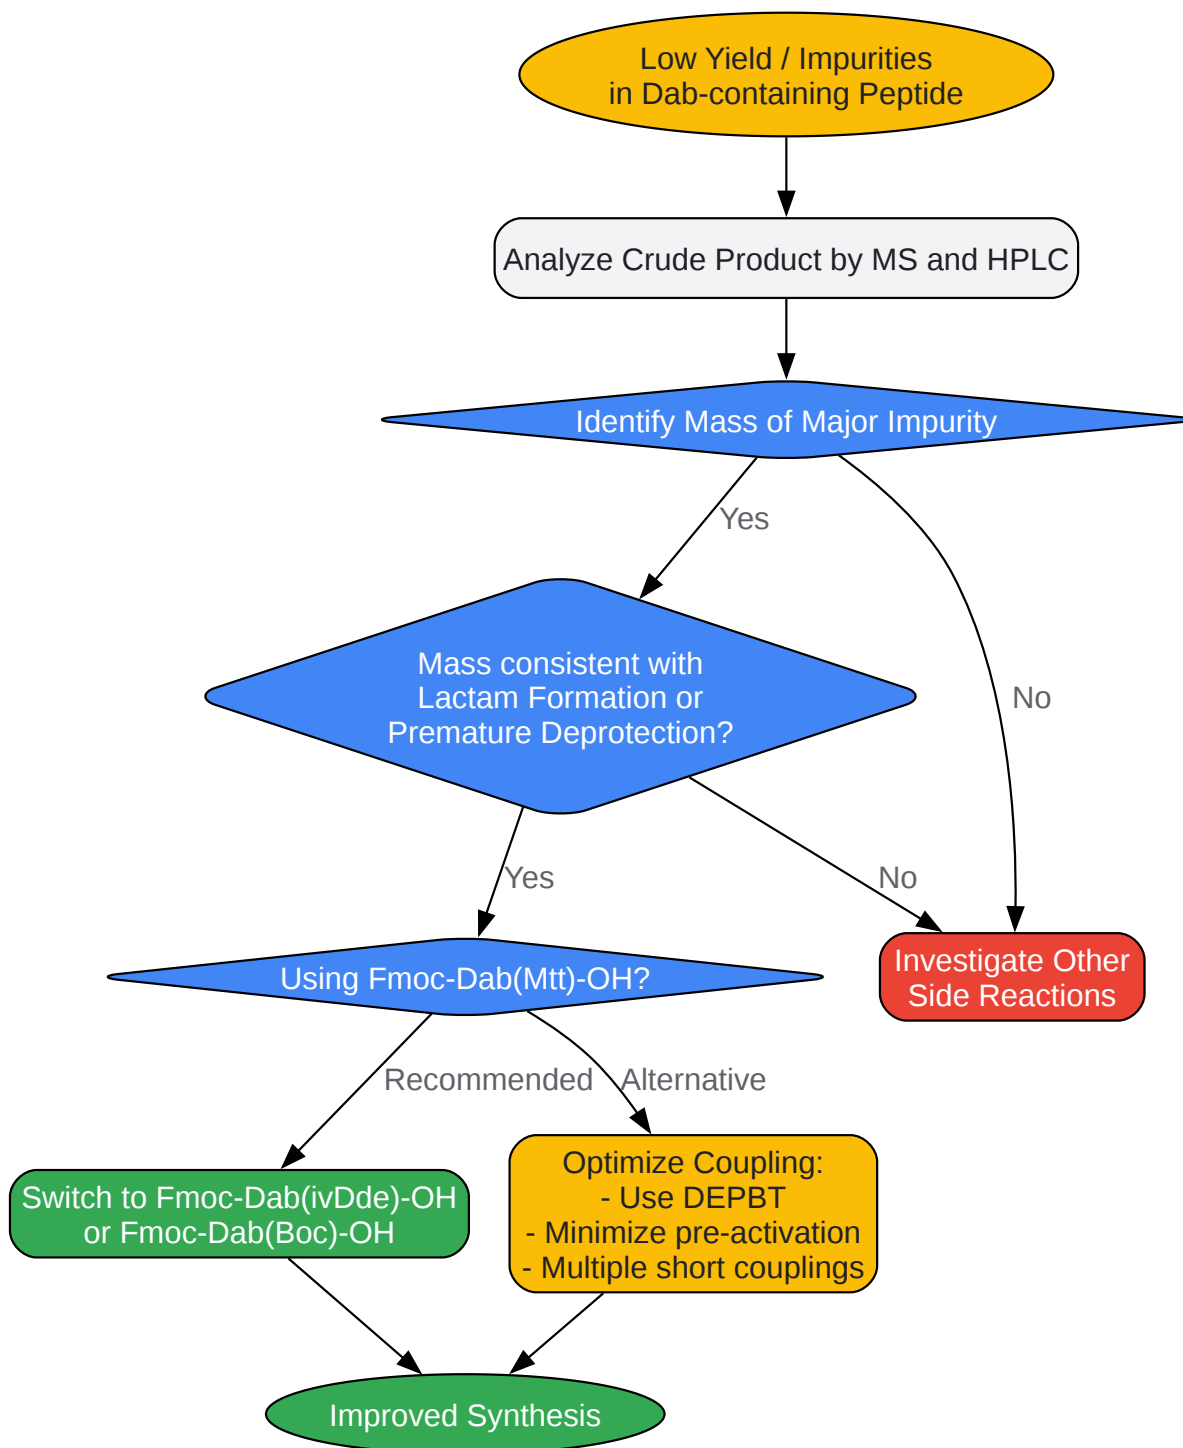 Low Yield / Impurities
in Dab-containing Peptide
Analyze Crude Product by MS and HPLC
Identify Mass of Major Impurity
Yes
No
Mass consistent with
Lactam Formation or
Premature Deprotection?
Yes
No
Investigate Other
Side Reactions
Using Fmoc-Dab(Mtt)-OH?
Recommended
Alternative
Switch to Fmoc-Dab(ivDde)-OH
or Fmoc-Dab(Boc)-OH
Optimize Coupling:
- Use DEPBT
- Minimize pre-activation
- Multiple short couplings
Improved Synthesis